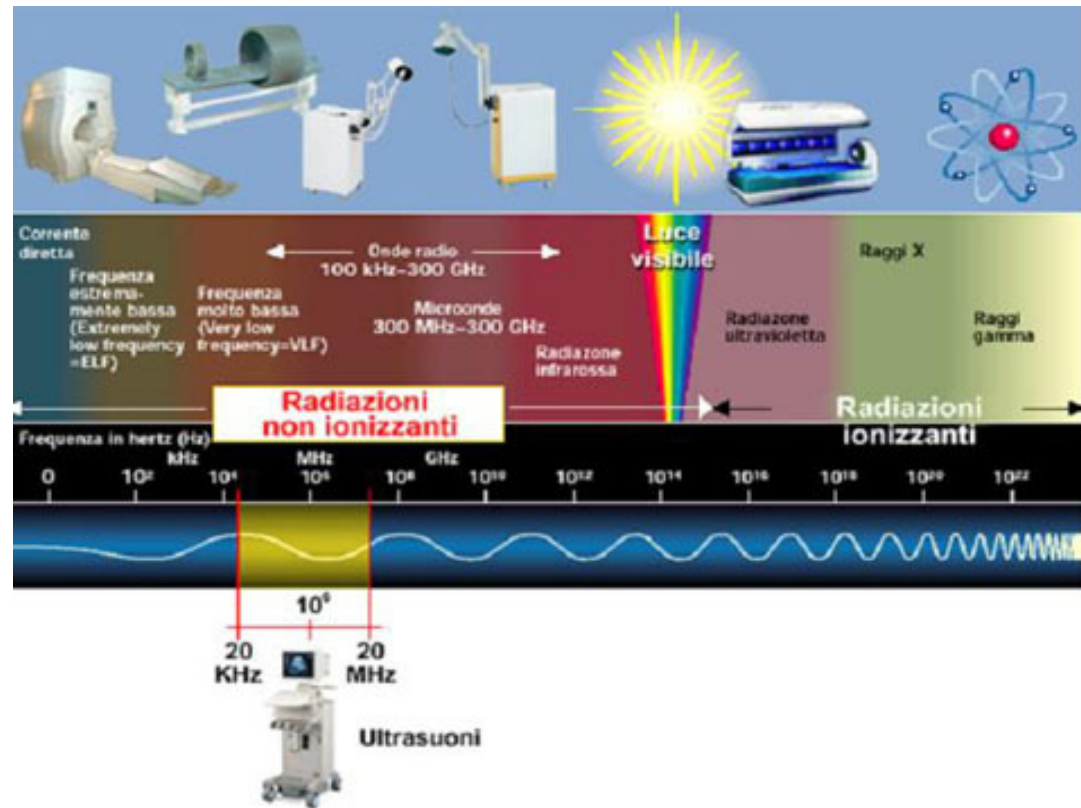 Corrente
diretta
Onde radio
100 kHz–300 GHz
Luce
visibile
Raggi X
Frequenza
estrema-
mente bassa
(Extremely
low frequency
=ELF)
Frequenza
molto bassa
(Very low
frequency=VLF)
Microonde
300 MHz–300 GHz
Radiazone
infrarossa
Radiazone
ultravioletta
Raggi
gamma
Radiazioni
non ionizzanti
Radiazioni
ionizzanti
Frequenza in hertz (Hz)
kHz MHz GHz
0 10² 10⁴ 10⁶ 10⁸ 10¹⁰ 10¹² 10¹⁴ 10¹⁶ 10¹⁸ 10²⁰ 10²²
20
KHz
20
MHz
Ultrasuoni